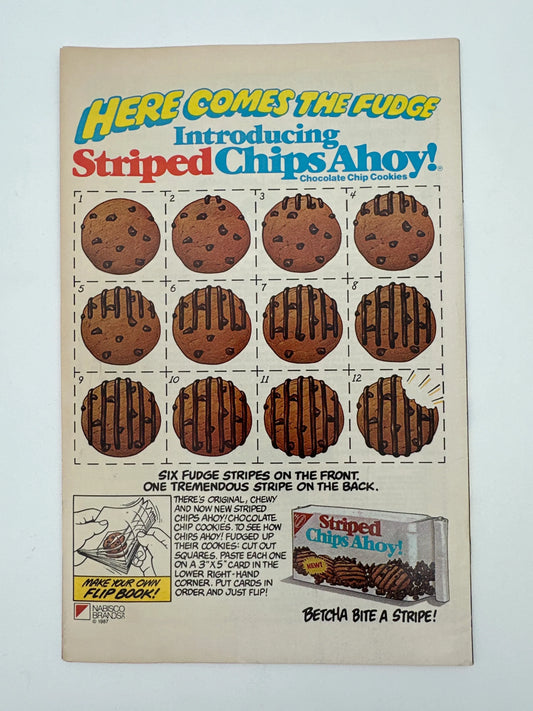 HERE COMES THE FUDGE
Introducing
Striped Chips Ahoy!®
Chocolate Chip Cookies
1 2 3 4
5 6 7 8
9 10 11 12
SIX FUDGE STRIPES ON THE FRONT.
ONE TREMENDOUS STRIPE ON THE BACK.
THERE'S ORIGINAL, CHEWY
AND NOW NEW STRIPED
CHIPS AHOY! CHOCOLATE
CHIP COOKIES. TO SEE HOW
CHIPS AHOY! FUDGED UP
THEIR COOKIES: CUT OUT
SQUARES. PASTE EACH ONE
ON A 3"X5" CARD IN THE
LOWER RIGHT-HAND
CORNER. PUT CARDS IN
ORDER AND JUST FLIP!
MAKE YOUR OWN
FLIP BOOK!
NABISCO
BRANDS
© 1987
Striped
Chips Ahoy!
NEW!
BETCHA BITE A STRIPE!